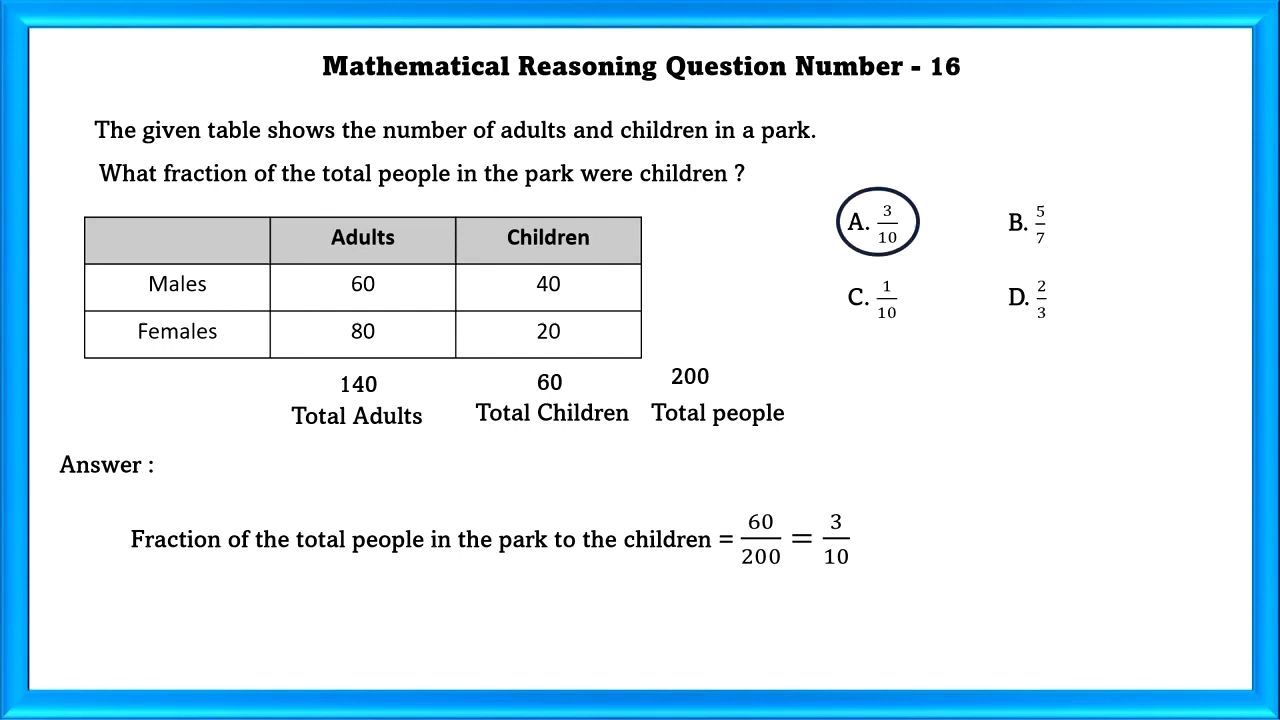 Mathematical Reasoning Question Number - 16
The given table shows the number of adults and children in a park.
What fraction of the total people in the park were children ?
A. 3/10 B. 5/7
C. 1/10 D. 2/3
Adults Children
Males 60 40
Females 80 20
140 60 200
Total Adults Total Children Total people
Answer :
Fraction of the total people in the park to the children = 60/200 = 3/10